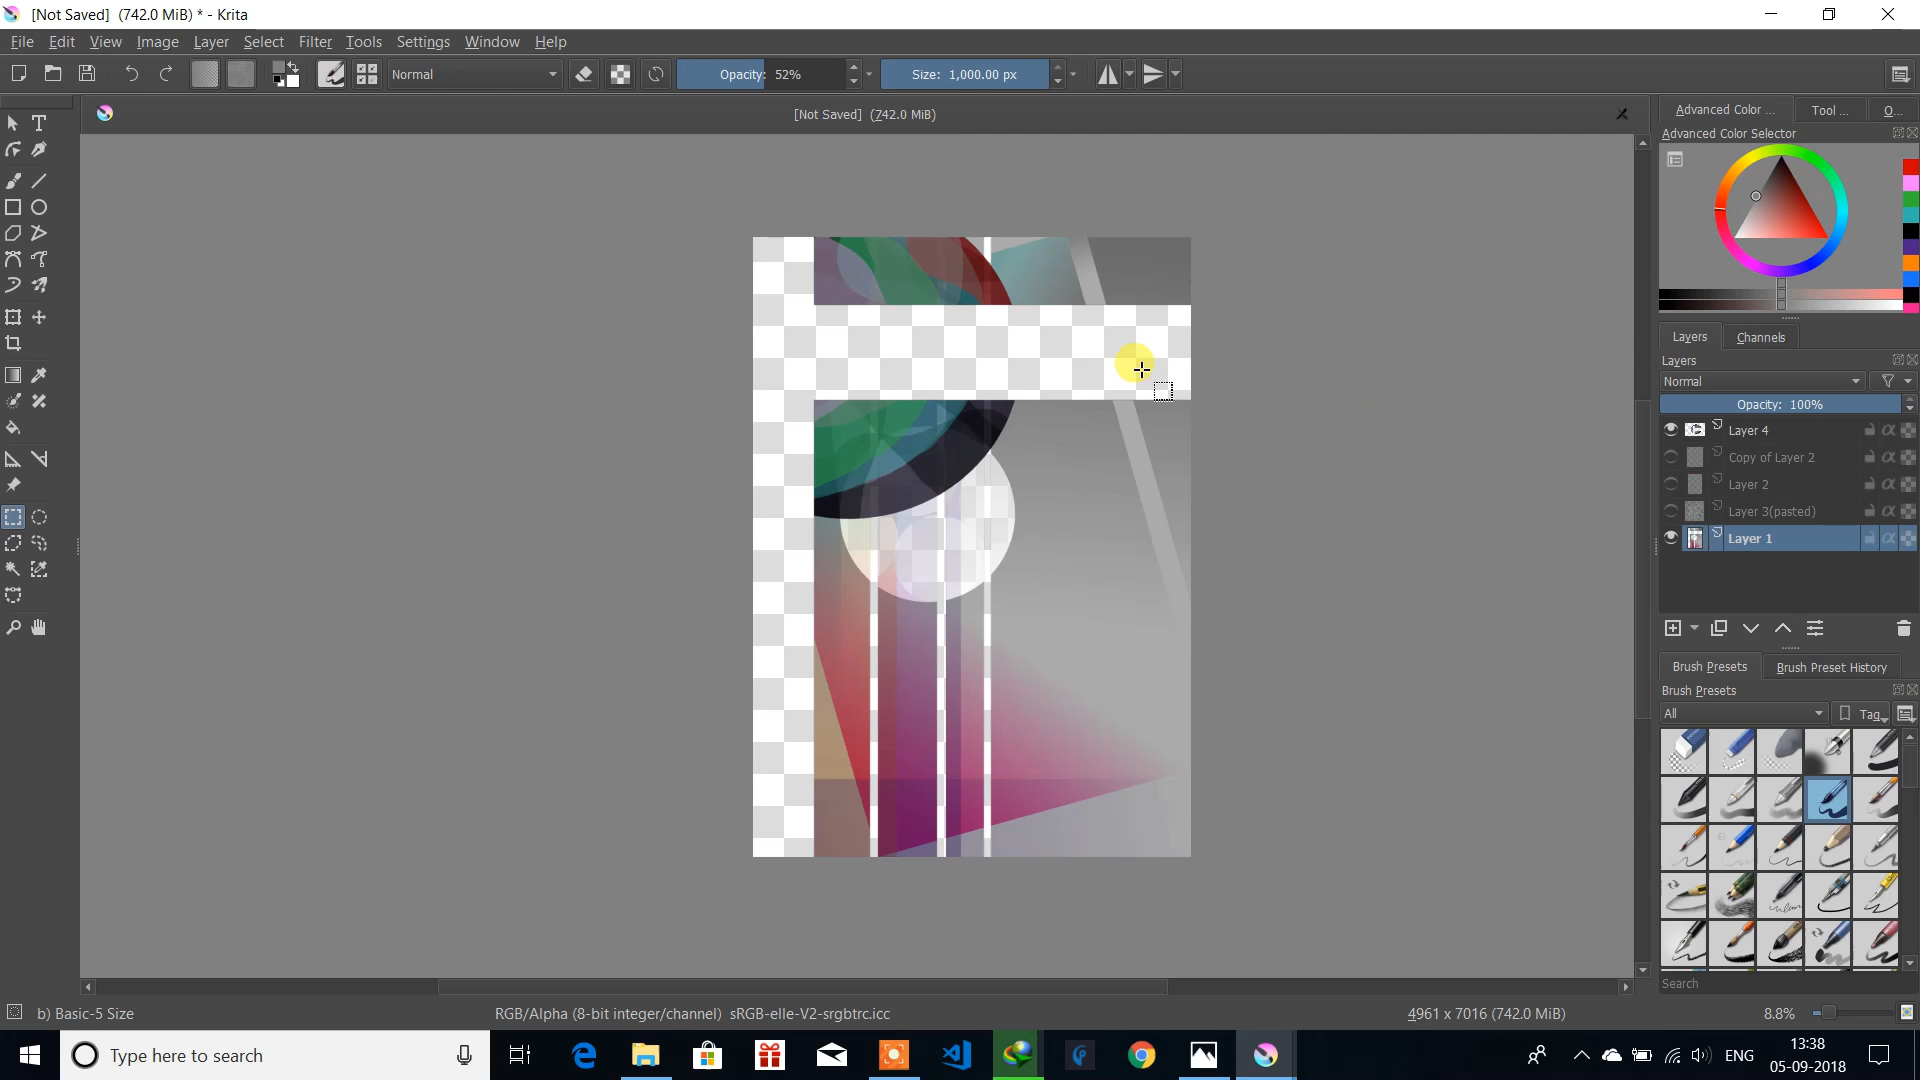 [Not Saved]  (742.0 MiB) * - Krita
File Edit View Image Layer Select Filter Tools Settings Window Help
Normal
Opacity: 52%
Size: 1,000.00 px
[Not Saved]  (742.0 MiB)
Advanced Color ...
Tool ...
O...
Advanced Color Selector
Layers
Channels
Layers
Normal
Opacity: 100%
Layer 4
Copy of Layer 2
Layer 2
Layer 3(pasted)
Layer 1
Brush Presets
Brush Preset History
Brush Presets
All
Tag
Search
b) Basic-5 Size
RGB/Alpha (8-bit integer/channel)  sRGB-elle-V2-srgbtrc.icc
4961 x 7016 (742.0 MiB)
8.8%
Type here to search
ENG
13:38
05-09-2018